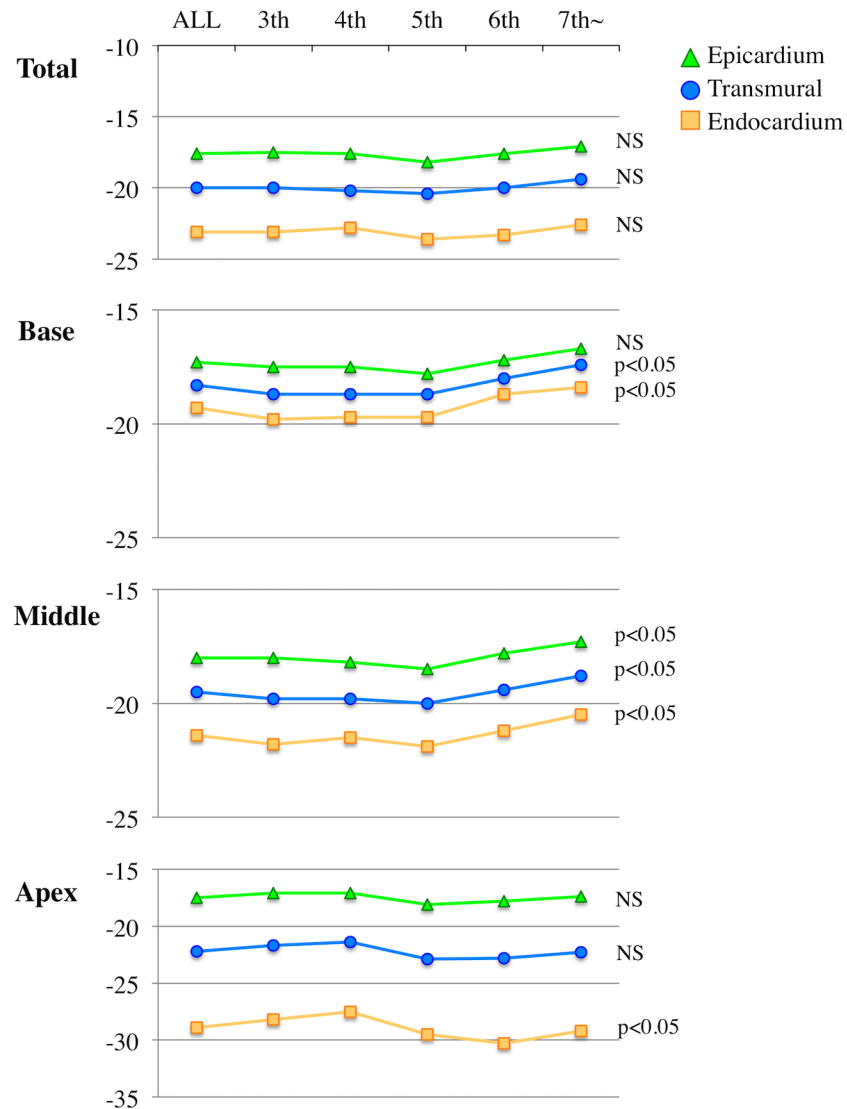 ALL 3th 4th 5th 6th 7th~
Total
-10
-15
-20
-25
NS
NS
NS
Epicardium
Transmural
Endocardium
Base
-15
-20
-25
NS
p<0.05
p<0.05
Middle
-15
-20
-25
p<0.05
p<0.05
p<0.05
Apex
-15
-20
-25
-30
-35
NS
NS
p<0.05